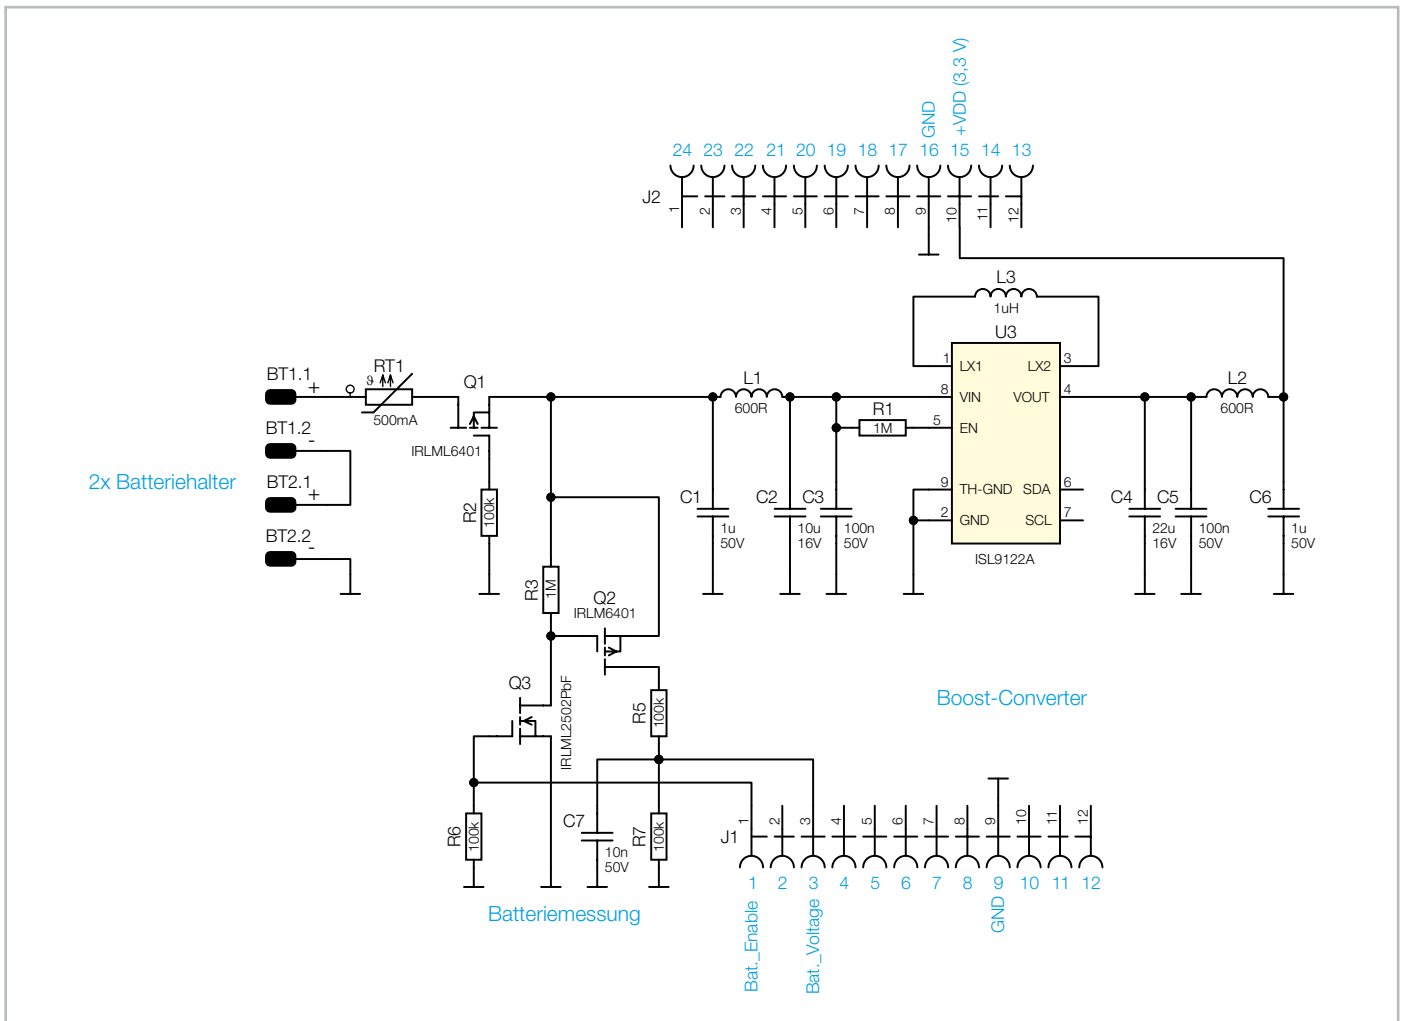 GND
+VDD (3,3 V)
24 23 22 21 20 19 18 17 16 15 14 13
J2
1 2 3 4 5 6 7 8 9 10 11 12
L3
1uH
U3
1 LX1 LX2 3
8 VIN VOUT 4
5 EN
9 TH-GND SDA 6
2 GND SCL 7
ISL9122A
BT1.1 +
BT1.2 -
BT2.1 +
BT2.2 -
2x Batteriehalter
RT1
ϑ
500mA
Q1
IRLML6401
R2
100k
L1
600R
R1
1M
L2
600R
C1
1u
50V
C2
10u
16V
C3
100n
50V
C4
22u
16V
C5
100n
50V
C6
1u
50V
R3
1M
Q2
IRLM6401
Q3
IRLML2502PbF
R5
100k
Boost-Converter
R6
100k
C7
10n
50V
R7
100k
J1
1 2 3 4 5 6 7 8 9 10 11 12
1 2 3 4 5 6 7 8 9 10 11 12
Batteriemessung
Bat._Enable
Bat._Voltage
GND